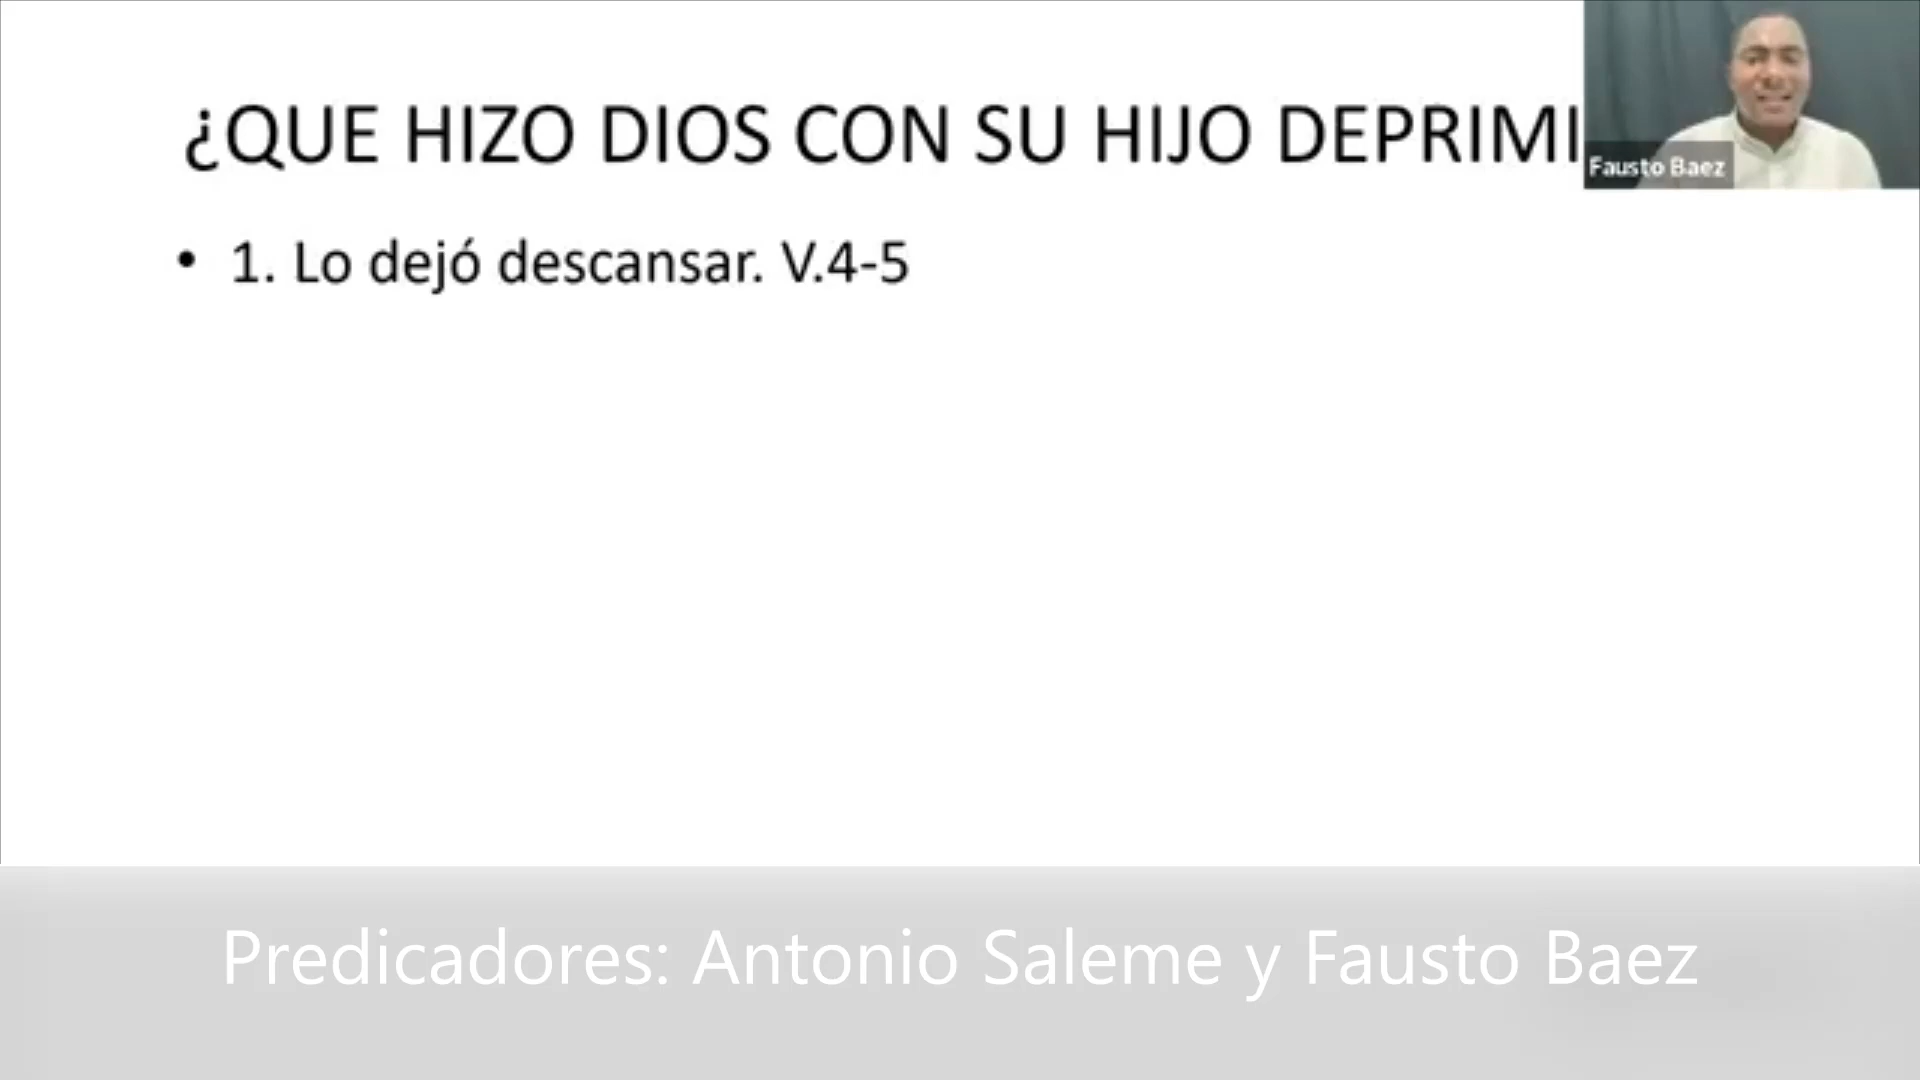 ¿QUE HIZO DIOS CON SU HIJO DEPRIMI
Fausto Baez
• 1. Lo dejó descansar. V.4-5
Predicadores: Antonio Saleme y Fausto Baez